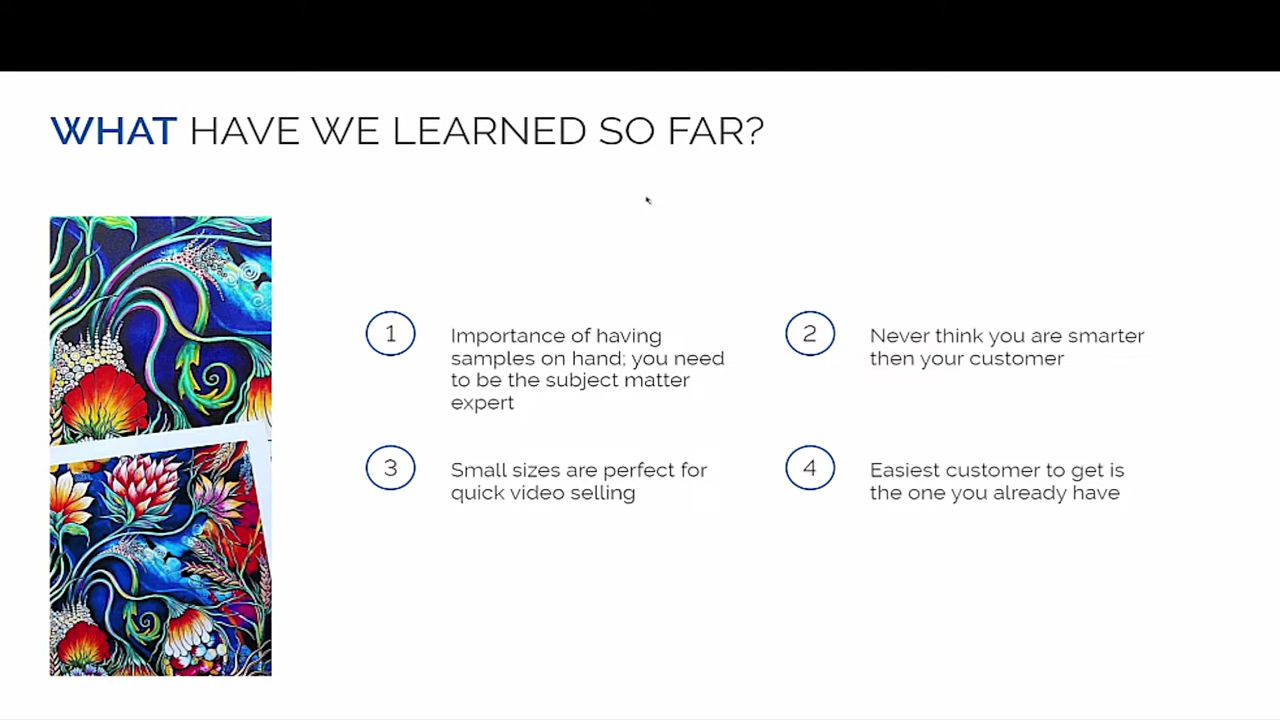 WHAT HAVE WE LEARNED SO FAR?
1
Importance of having
samples on hand; you need
to be the subject matter
expert
2
Never think you are smarter
then your customer
3
Small sizes are perfect for
quick video selling
4
Easiest customer to get is
the one you already have